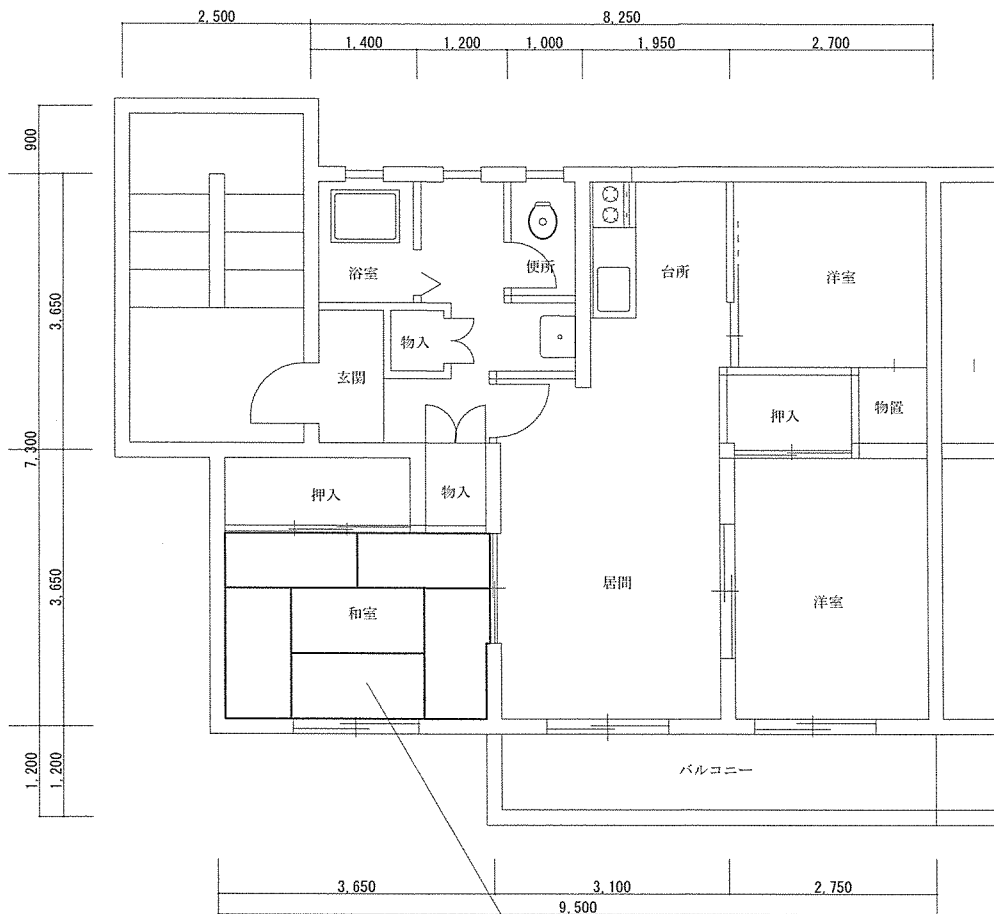 2,500
8,250
1,400
1,200
1,000
1,950
2,700
900
3,650
7,300
3,650
1,200
1,200
浴室
便所
台所
洋室
物入
玄関
押入
物置
押入
物入
居間
洋室
和室
バルコニー
3,650
3,100
2,750
9,500